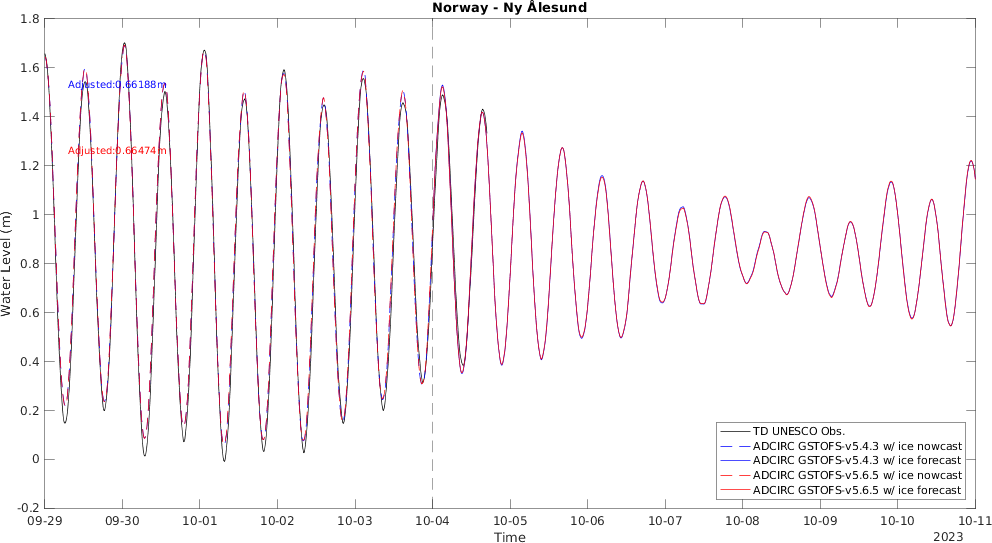 Norway - Ny Ålesund
1.8
1.6
1.4
1.2
1
0.8
0.6
0.4
0.2
0
-0.2
Water Level (m)
Adjusted:0.66188m
Adjusted:0.66474m
TD UNESCO Obs.
ADCIRC GSTOFS-v5.4.3 w/ ice nowcast
ADCIRC GSTOFS-v5.4.3 w/ ice forecast
ADCIRC GSTOFS-v5.6.5 w/ ice nowcast
ADCIRC GSTOFS-v5.6.5 w/ ice forecast
09-29 09-30 10-01 10-02 10-03 10-04 10-05 10-06 10-07 10-08 10-09 10-10 10-11
Time
2023